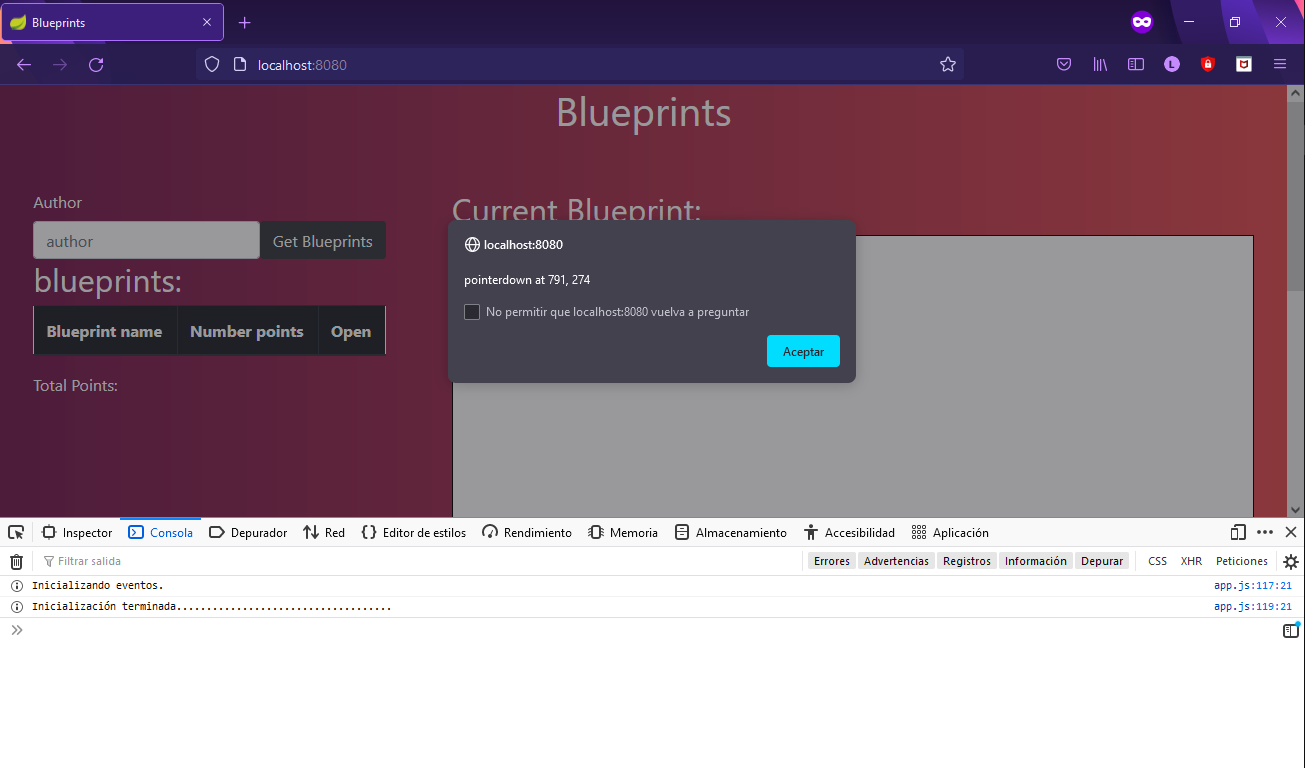 Blueprints
localhost:8080
L
Blueprints
Author
author
Get Blueprints
blueprints:
Blueprint name Number points Open
Total Points:
Current Blueprint:
localhost:8080
pointerdown at 791, 274
No permitir que localhost:8080 vuelva a preguntar
Aceptar
Inspector Consola Depurador Red Editor de estilos Rendimiento Memoria Almacenamiento Accesibilidad Aplicación
Filtrar salida Errores Advertencias Registros Información Depurar CSS XHR Peticiones
Inicializando eventos. app.js:117:21
Inicialización terminada.................................... app.js:119:21